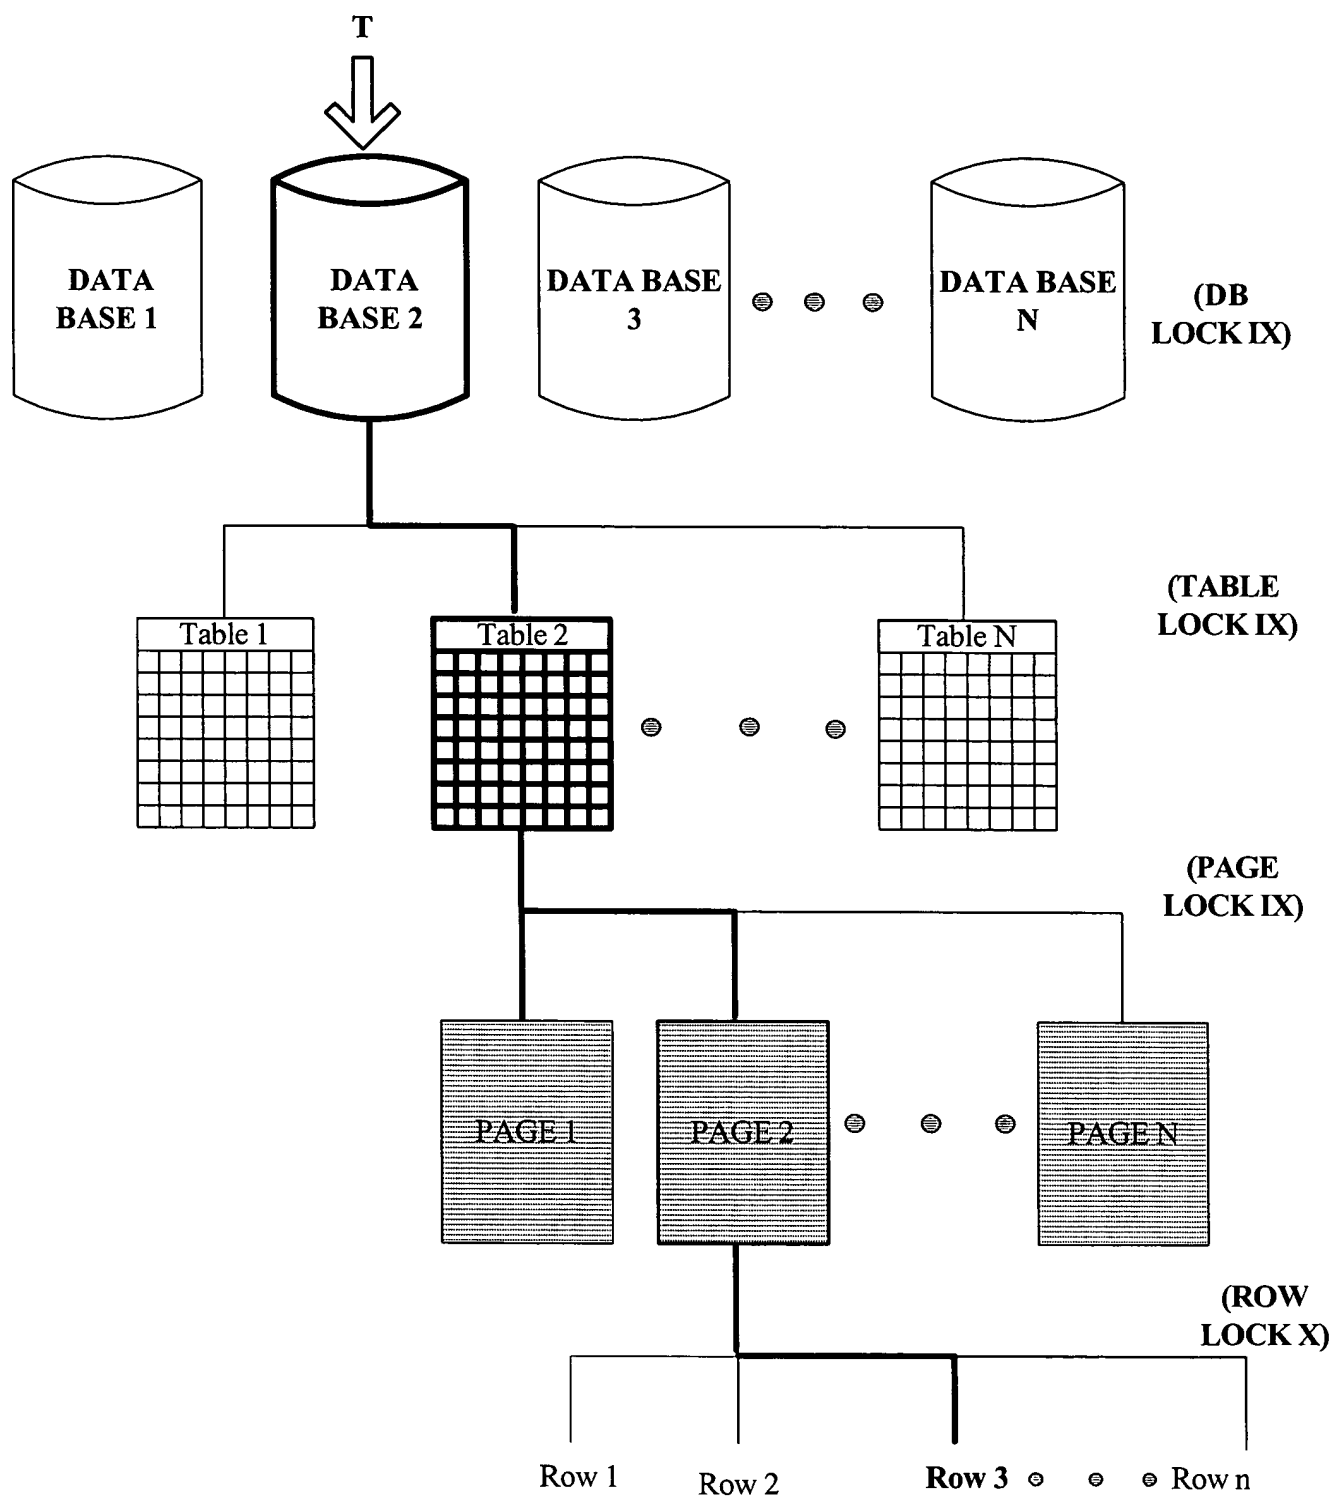 T
DATA
BASE 1
DATA
BASE 2
DATA BASE
3
DATA BASE
N
(DB
LOCK IX)
(TABLE
LOCK IX)
Table 1
Table 2
Table N
(PAGE
LOCK IX)
PAGE 1
PAGE 2
PAGE N
(ROW
LOCK X)
Row 1
Row 2
Row 3
Row n